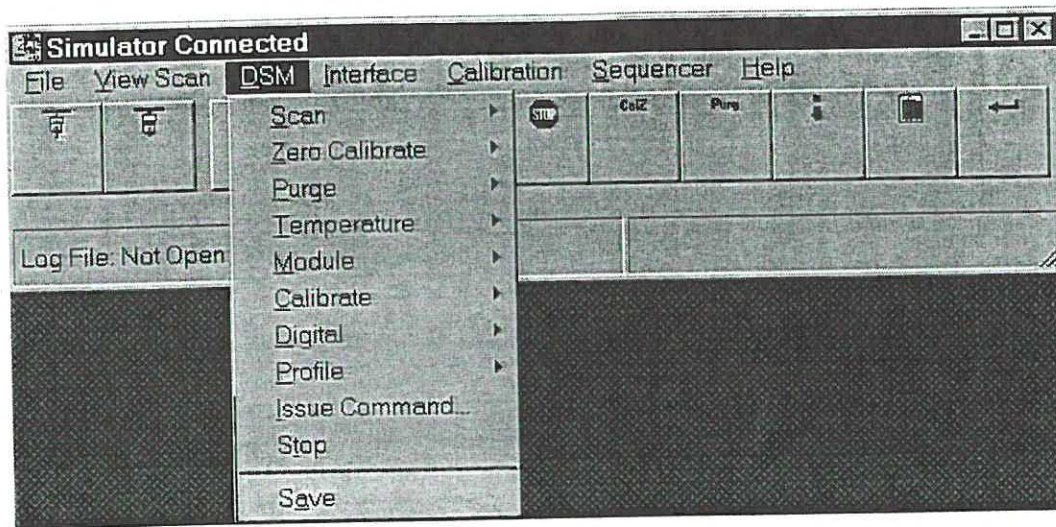 Simulator Connected
File View Scan DSM Interface Calibration Sequencer Help
STOP CalZ Purg
Scan
Zero Calibrate
Purge
Temperature
Log File: Not Open
Module
Calibrate
Digital
Profile
Issue Command...
Stop
Save